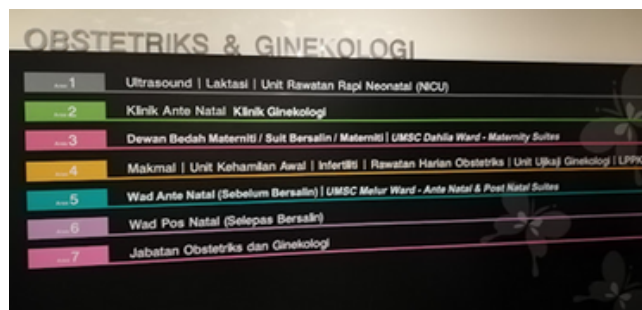 OBSTETRIKS & GINEKOLOGI
1 Ultrasound | Laktasi | Unit Rawatan Rapi Neonatal (NICU)
2 Klinik Ante Natal Klinik Ginekologi
3 Dewan Bedah Materniti / Suit Bersalin / Materniti | UMSC Dahlia Ward - Maternity Suites
4 Makmal | Unit Kehamilan Awal | Infertiliti | Rawatan Harian Obstetriks | Unit Ujikaji Ginekologi |
5 Wad Ante Natal (Sebelum Bersalin) | UMSC Melur Ward - Ante Natal & Post Natal Suites
6 Wad Pos Natal (Selepas Bersalin)
7 Jabatan Obstetriks dan Ginekologi